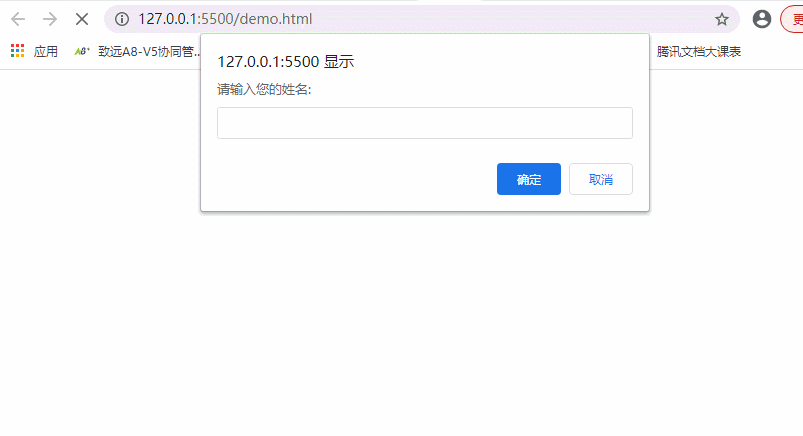 127.0.0.1:5500/demo.html
更
应用 A8+ 致远A8-V5协同管... 腾讯文档大课表
127.0.0.1:5500 显示
请输入您的姓名:
确定 取消